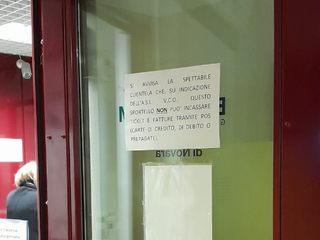 SI AVVISA LA SPETTABILE
CLIENTELA CHE, SU INDICAZIONE
DELL'A.S.L. V.C.O. QUESTO
SPORTELLO NON PUO' INCASSARE
TICKET E FATTURE TRAMITE POS
(CARTE DI CREDITO, DI DEBITO O
PREPAGATE).
di Novara